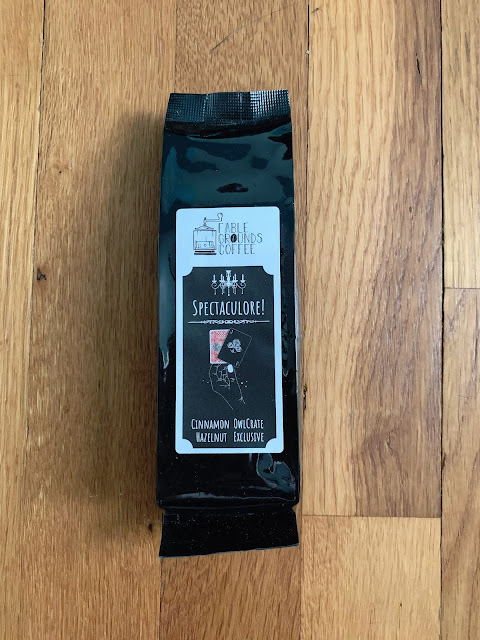 FABLE
GROUNDS
COFFEE
SPECTACULORE!
CINNAMON OWLCRATE
HAZELNUT EXCLUSIVE